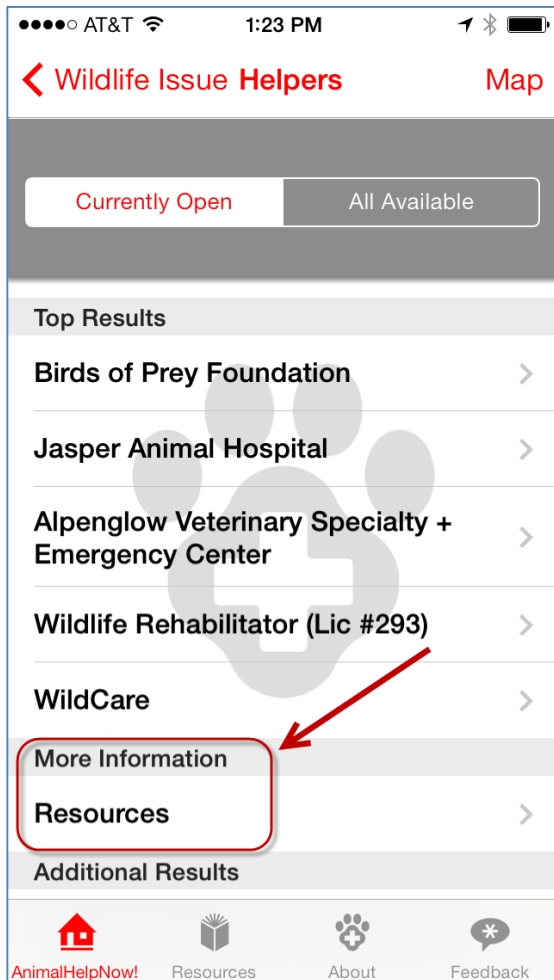 AT&T 1:23 PM
Wildlife Issue Helpers Map
Currently Open All Available
Top Results
Birds of Prey Foundation
Jasper Animal Hospital
Alpenglow Veterinary Specialty +
Emergency Center
Wildlife Rehabilitator (Lic #293)
WildCare
More Information
Resources
Additional Results
AnimalHelpNow! Resources About Feedback